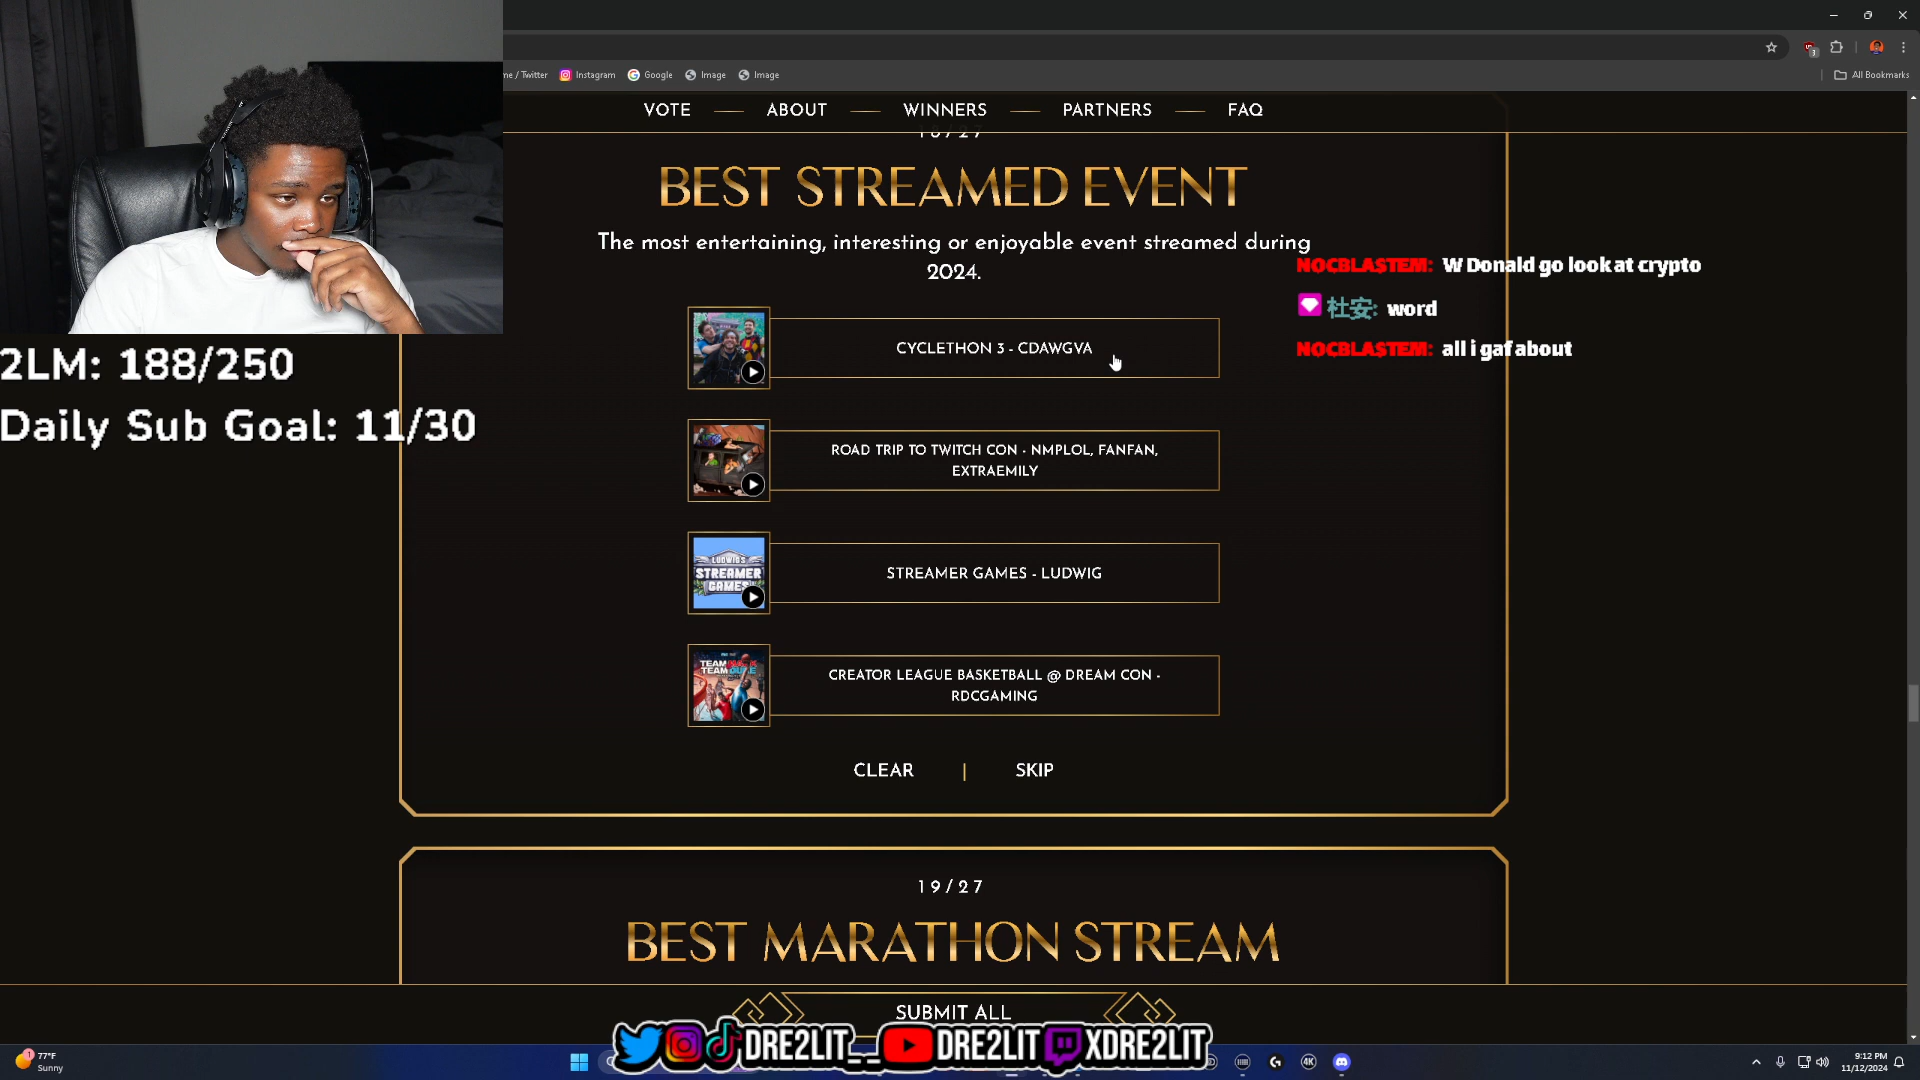 me / Twitter Instagram Google Image Image All Bookmarks
VOTE ABOUT WINNERS PARTNERS FAQ
BEST STREAMED EVENT
The most entertaining, interesting or enjoyable event streamed during
2024.
NOCBLASTEM: W Donald go look at crypto
杜安: word
NOCBLASTEM: all i gaf about
2LM: 188/250
Daily Sub Goal: 11/30
CYCLETHON 3 - CDAWGVA
ROAD TRIP TO TWITCH CON - NMPLOL, FANFAN,
EXTRAEMILY
LUDWIGS
STREAMER
GAMES
STREAMER GAMES - LUDWIG
CREATOR LEAGUE BASKETBALL @ DREAM CON -
RDCGAMING
CLEAR | SKIP
19/27
BEST MARATHON STREAM
SUBMIT ALL
DRE2LIT__ DRE2LIT XDRE2LIT
77°F
Sunny
9:12 PM
11/12/2024